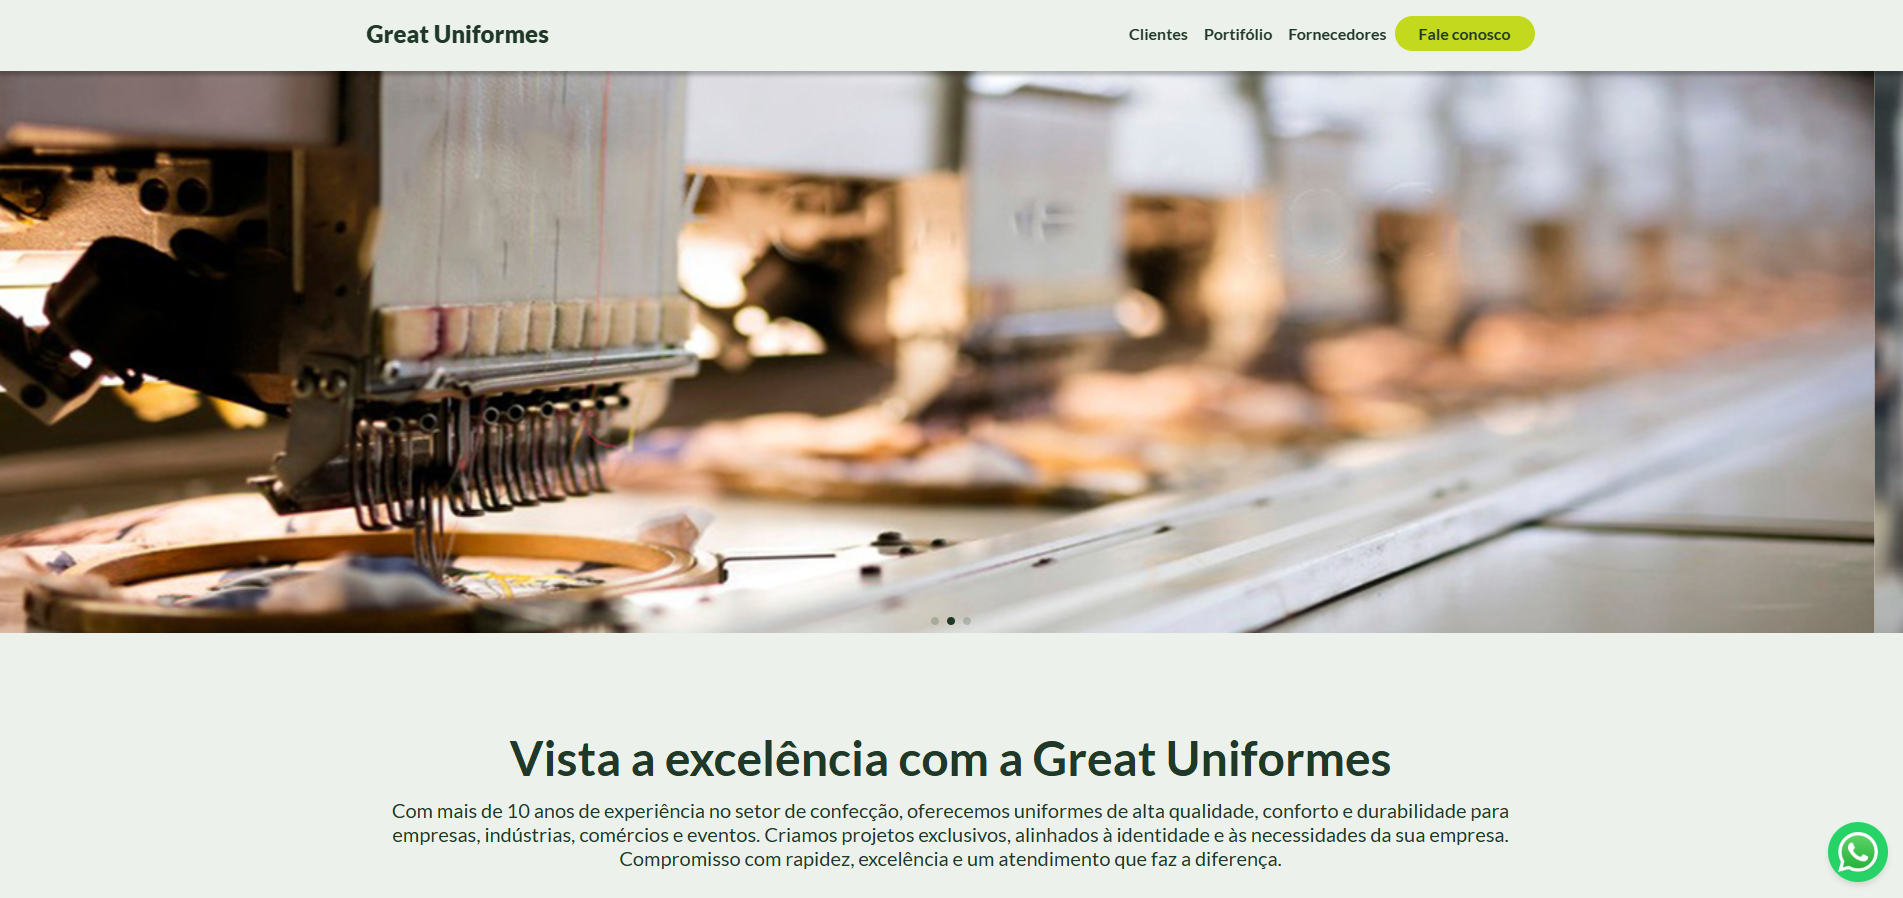 Great Uniformes
Clientes
Portifólio
Fornecedores
Fale conosco
Vista a excelência com a Great Uniformes
Com mais de 10 anos de experiência no setor de confecção, oferecemos uniformes de alta qualidade, conforto e durabilidade para
empresas, indústrias, comércios e eventos. Criamos projetos exclusivos, alinhados à identidade e às necessidades da sua empresa.
Compromisso com rapidez, excelência e um atendimento que faz a diferença.